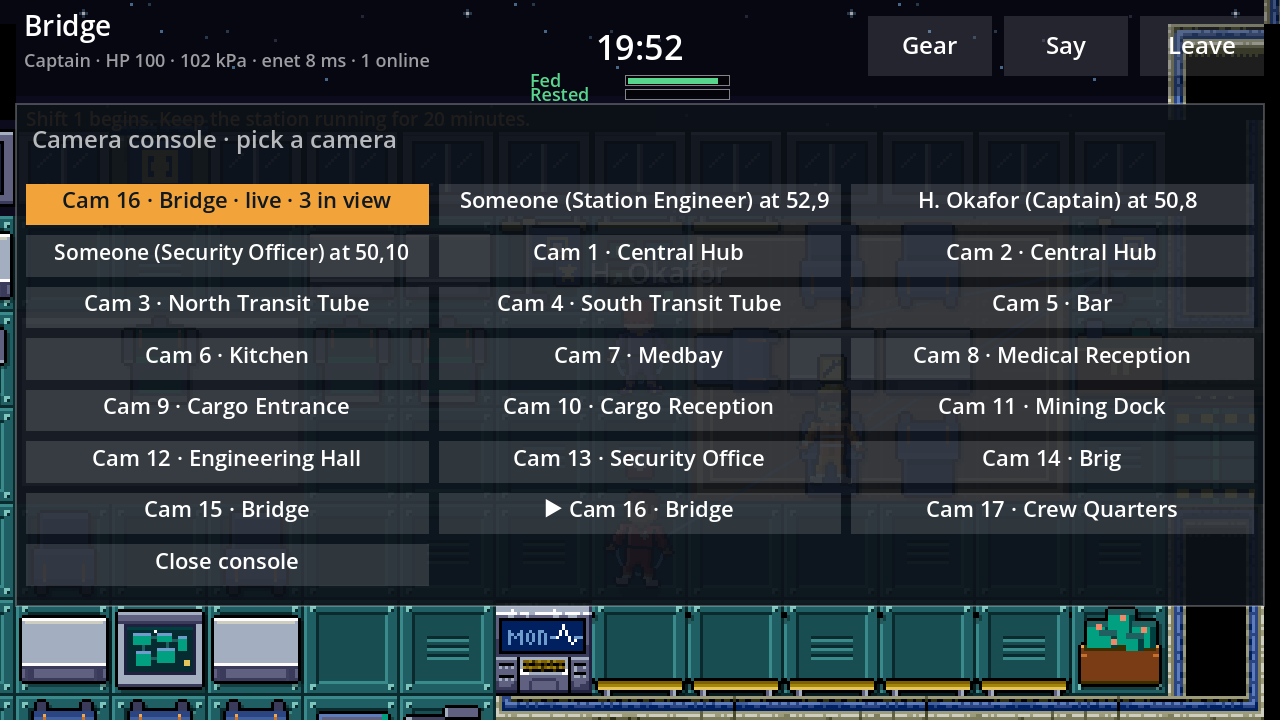 Bridge
Captain · HP 100 · 102 kPa · enet 8 ms · 1 online
19:52
Fed
Rested
Gear
Say
Leave
Shift 1 begins. Keep the station running for 20 minutes.
Camera console · pick a camera
Cam 16 · Bridge · live · 3 in view
Someone (Station Engineer) at 52,9
H. Okafor (Captain) at 50,8
Someone (Security Officer) at 50,10
Cam 1 · Central Hub
Cam 2 · Central Hub
H. Okafor
Cam 3 · North Transit Tube
Cam 4 · South Transit Tube
Cam 5 · Bar
Cam 6 · Kitchen
Cam 7 · Medbay
Cam 8 · Medical Reception
Cam 9 · Cargo Entrance
Cam 10 · Cargo Reception
Cam 11 · Mining Dock
Cam 12 · Engineering Hall
Cam 13 · Security Office
Cam 14 · Brig
Cam 15 · Bridge
▶ Cam 16 · Bridge
Cam 17 · Crew Quarters
Close console
MON